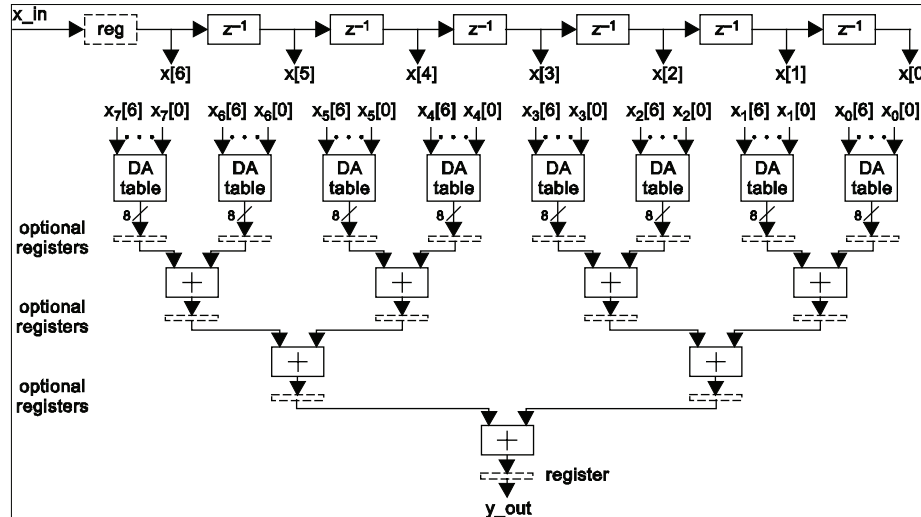 x_in
reg z⁻¹ z⁻¹ z⁻¹ z⁻¹ z⁻¹ z⁻¹
x[6] x[5] x[4] x[3] x[2] x[1] x[0
x₇[6] x₇[0] x₆[6] x₆[0] x₅[6] x₅[0] x₄[6] x₄[0] x₃[6] x₃[0] x₂[6] x₂[0] x₁[6] x₁[0] x₀[6] x₀[0]
DA DA DA DA DA DA DA DA
table table table table table table table table
8 8 8 8 8 8 8 8
optional
registers
+ + + +
optional
registers
+ +
optional
registers
+
register
y_out